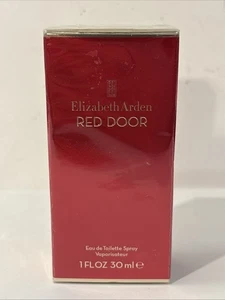 Elizabeth Arden
RED DOOR
Eau de Toilette Spray
Vaporisateur
1 FL OZ 30 ml ℮